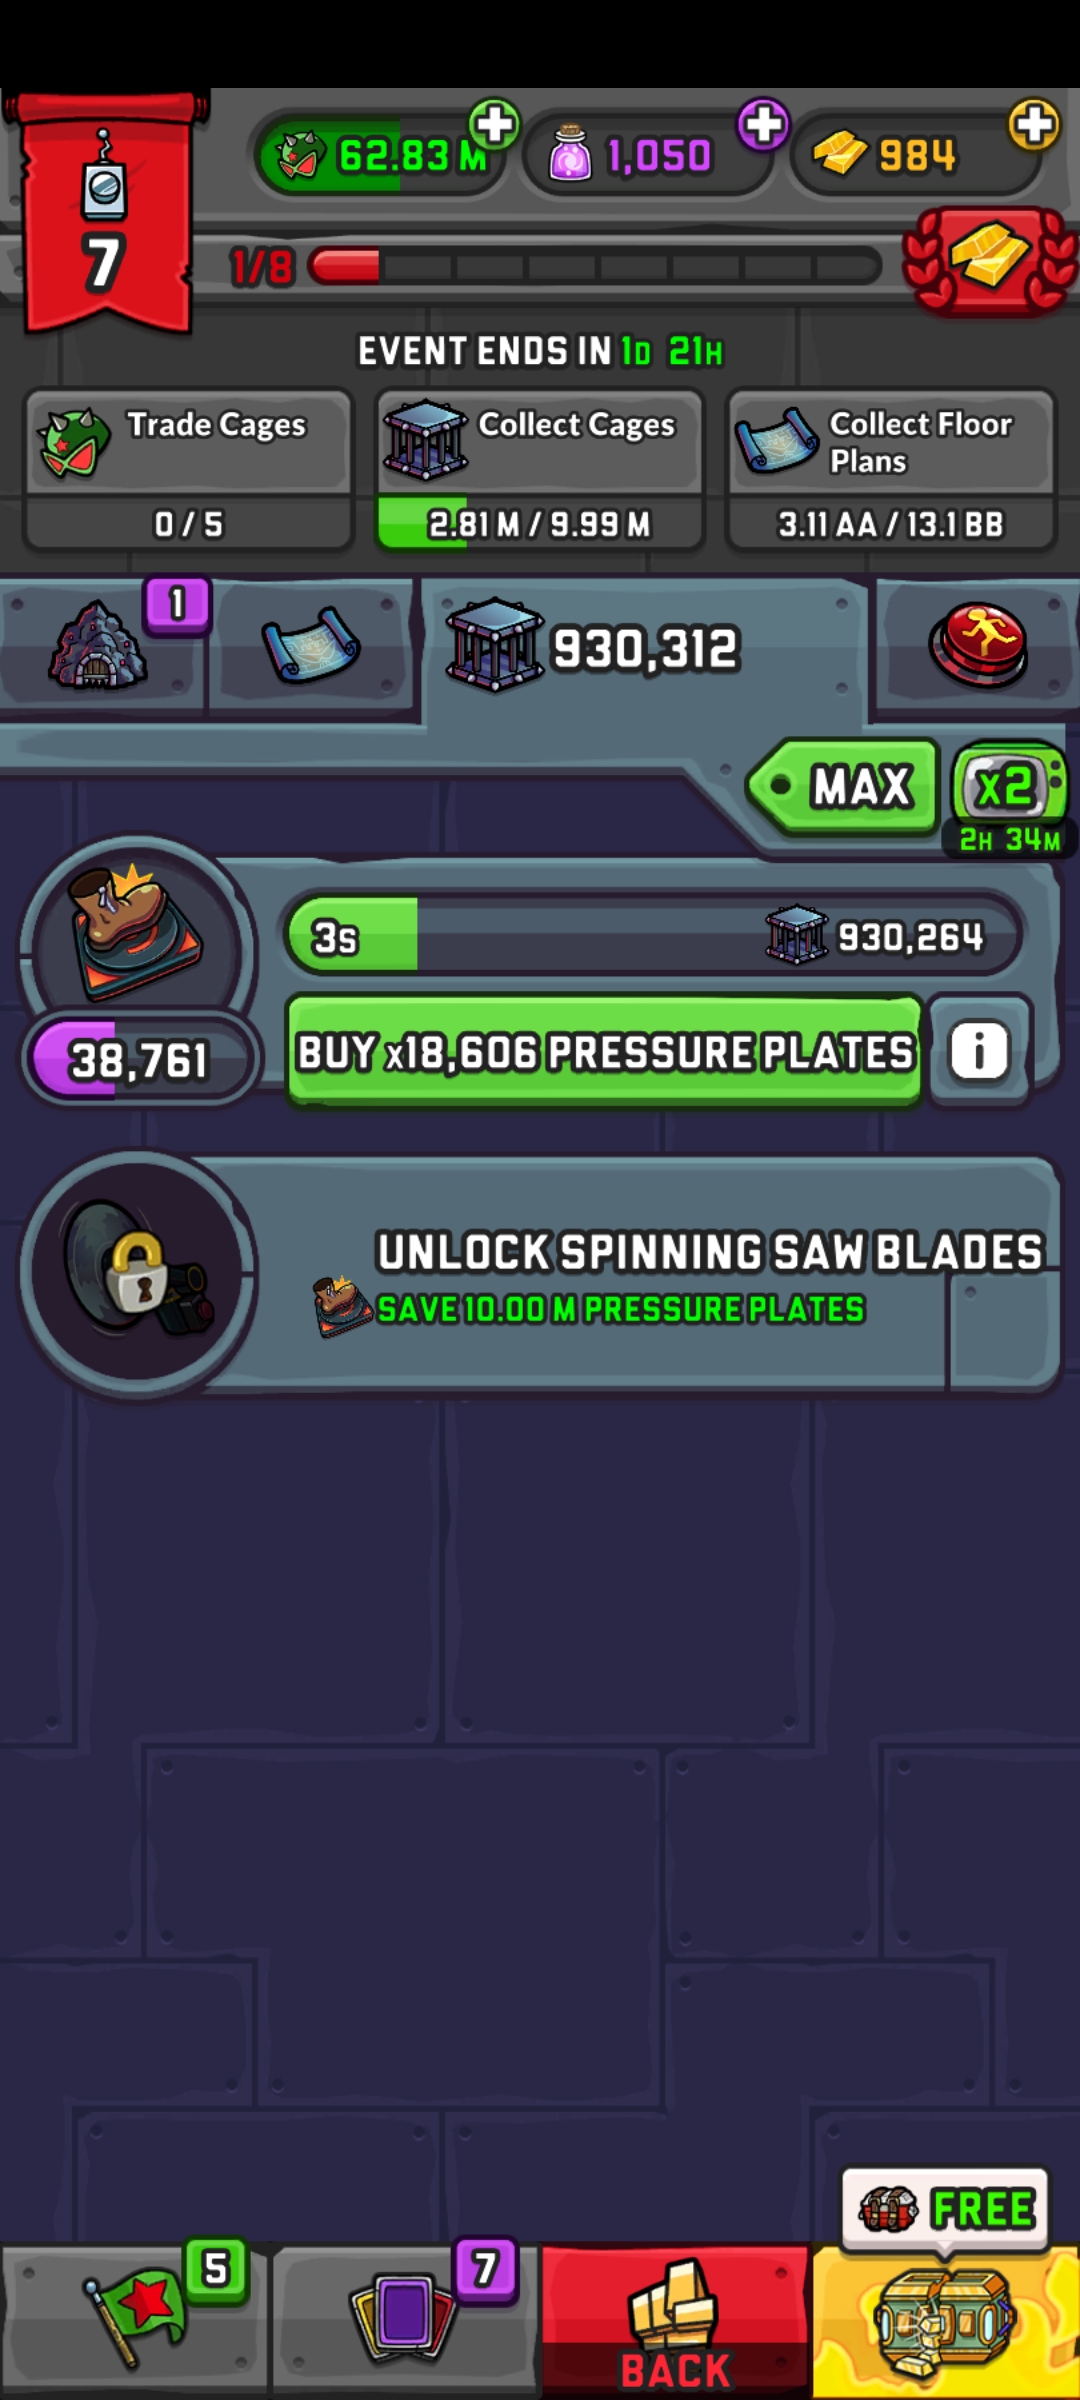 62.83 M
1,050
984
7
1/8
EVENT ENDS IN 1D 21H
Trade Cages
0 / 5
Collect Cages
2.81 M / 9.99 M
Collect Floor
Plans
3.11 AA / 13.1 BB
1
930,312
MAX
x2
2H 34M
3s
930,264
38,761
BUY x18,606 PRESSURE PLATES
i
UNLOCK SPINNING SAW BLADES
SAVE 10.00 M PRESSURE PLATES
FREE
5
7
BACK